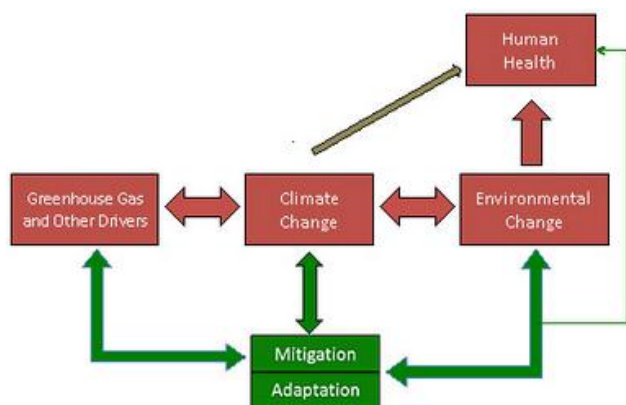 Human
Health
Greenhouse Gas
and Other Drivers
Climate
Change
Environmental
Change
Mitigation
Adaptation